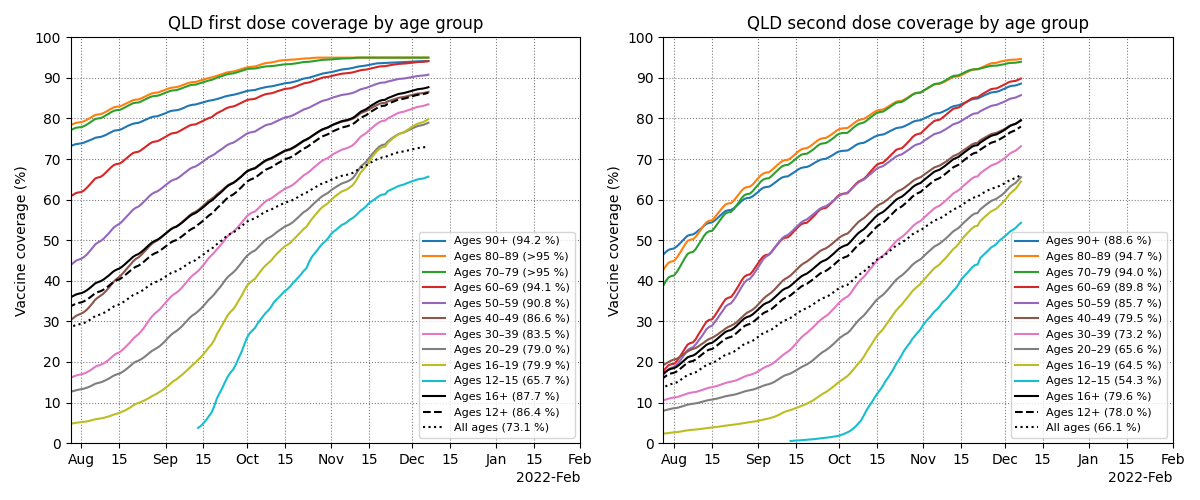 QLD first dose coverage by age group
Vaccine coverage (%)
100
90
80
70
60
50
40
30
20
10
0
Aug 15 Sep 15 Oct 15 Nov 15 Dec 15 Jan 15 Feb
2022-Feb
Ages 90+ (94.2 %)
Ages 80–89 (>95 %)
Ages 70–79 (>95 %)
Ages 60–69 (94.1 %)
Ages 50–59 (90.8 %)
Ages 40–49 (86.6 %)
Ages 30–39 (83.5 %)
Ages 20–29 (79.0 %)
Ages 16–19 (79.9 %)
Ages 12–15 (65.7 %)
Ages 16+ (87.7 %)
Ages 12+ (86.4 %)
All ages (73.1 %)
QLD second dose coverage by age group
Vaccine coverage (%)
100
90
80
70
60
50
40
30
20
10
0
Aug 15 Sep 15 Oct 15 Nov 15 Dec 15 Jan 15 Feb
2022-Feb
Ages 90+ (88.6 %)
Ages 80–89 (94.7 %)
Ages 70–79 (94.0 %)
Ages 60–69 (89.8 %)
Ages 50–59 (85.7 %)
Ages 40–49 (79.5 %)
Ages 30–39 (73.2 %)
Ages 20–29 (65.6 %)
Ages 16–19 (64.5 %)
Ages 12–15 (54.3 %)
Ages 16+ (79.6 %)
Ages 12+ (78.0 %)
All ages (66.1 %)